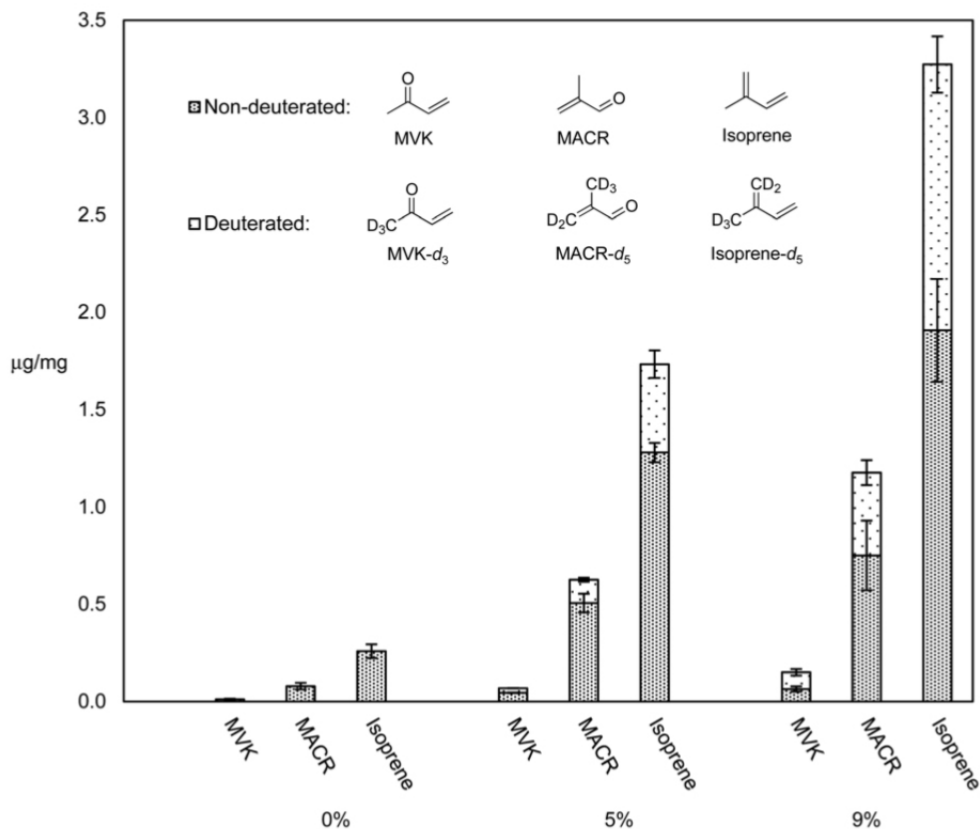 3.5
3.0
2.5
2.0
μg/mg
1.5
1.0
0.5
0.0
Non-deuterated:
O
O
MVK
MACR
Isoprene
Deuterated:
O
D3C
CD3
D2C
O
CD2
D3C
MVK-d3
MACR-d5
Isoprene-d5
MVK
MACR
Isoprene
MVK
MACR
Isoprene
MVK
MACR
Isoprene
0%
5%
9%